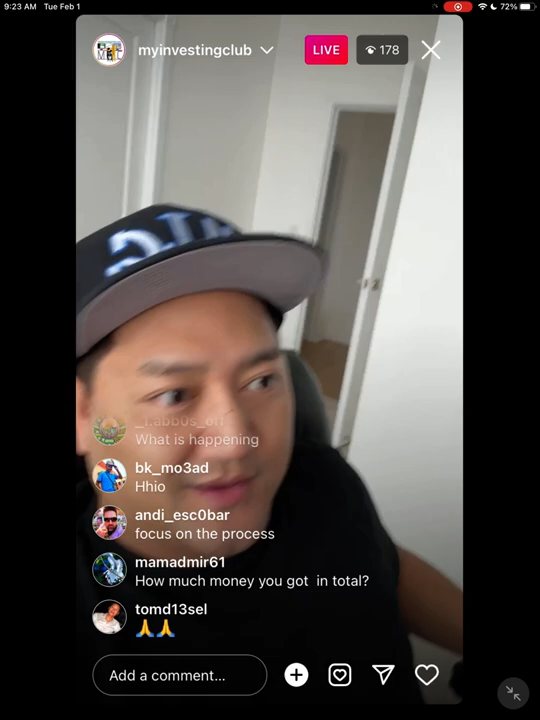 9:23 AM Tue Feb 1
72%
myinvestingclub
LIVE
178
What is happening
bk_mo3ad
Hhio
andi_esc0bar
focus on the process
mamadmir61
How much money you got in total?
tomd13sel
🙏🙏
Add a comment...